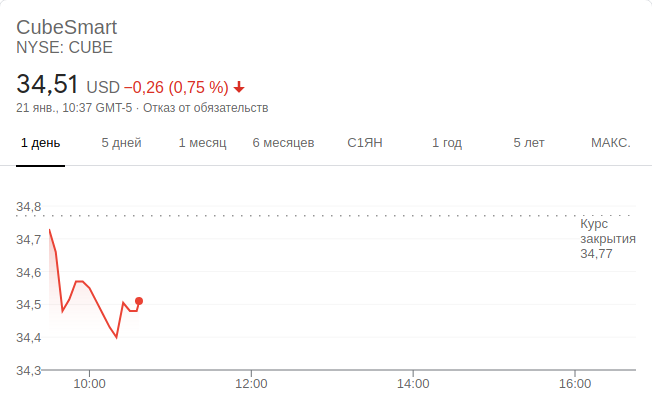 CubeSmart
NYSE: CUBE
34,51 USD −0,26 (0,75 %)
21 янв., 10:37 GMT-5 · Отказ от обязательств
1 день 5 дней 1 месяц 6 месяцев С1ЯН 1 год 5 лет МАКС.
34,8
Курс
34,7 закрытия
34,77
34,6
34,5
34,4
34,3
10:00 12:00 14:00 16:00